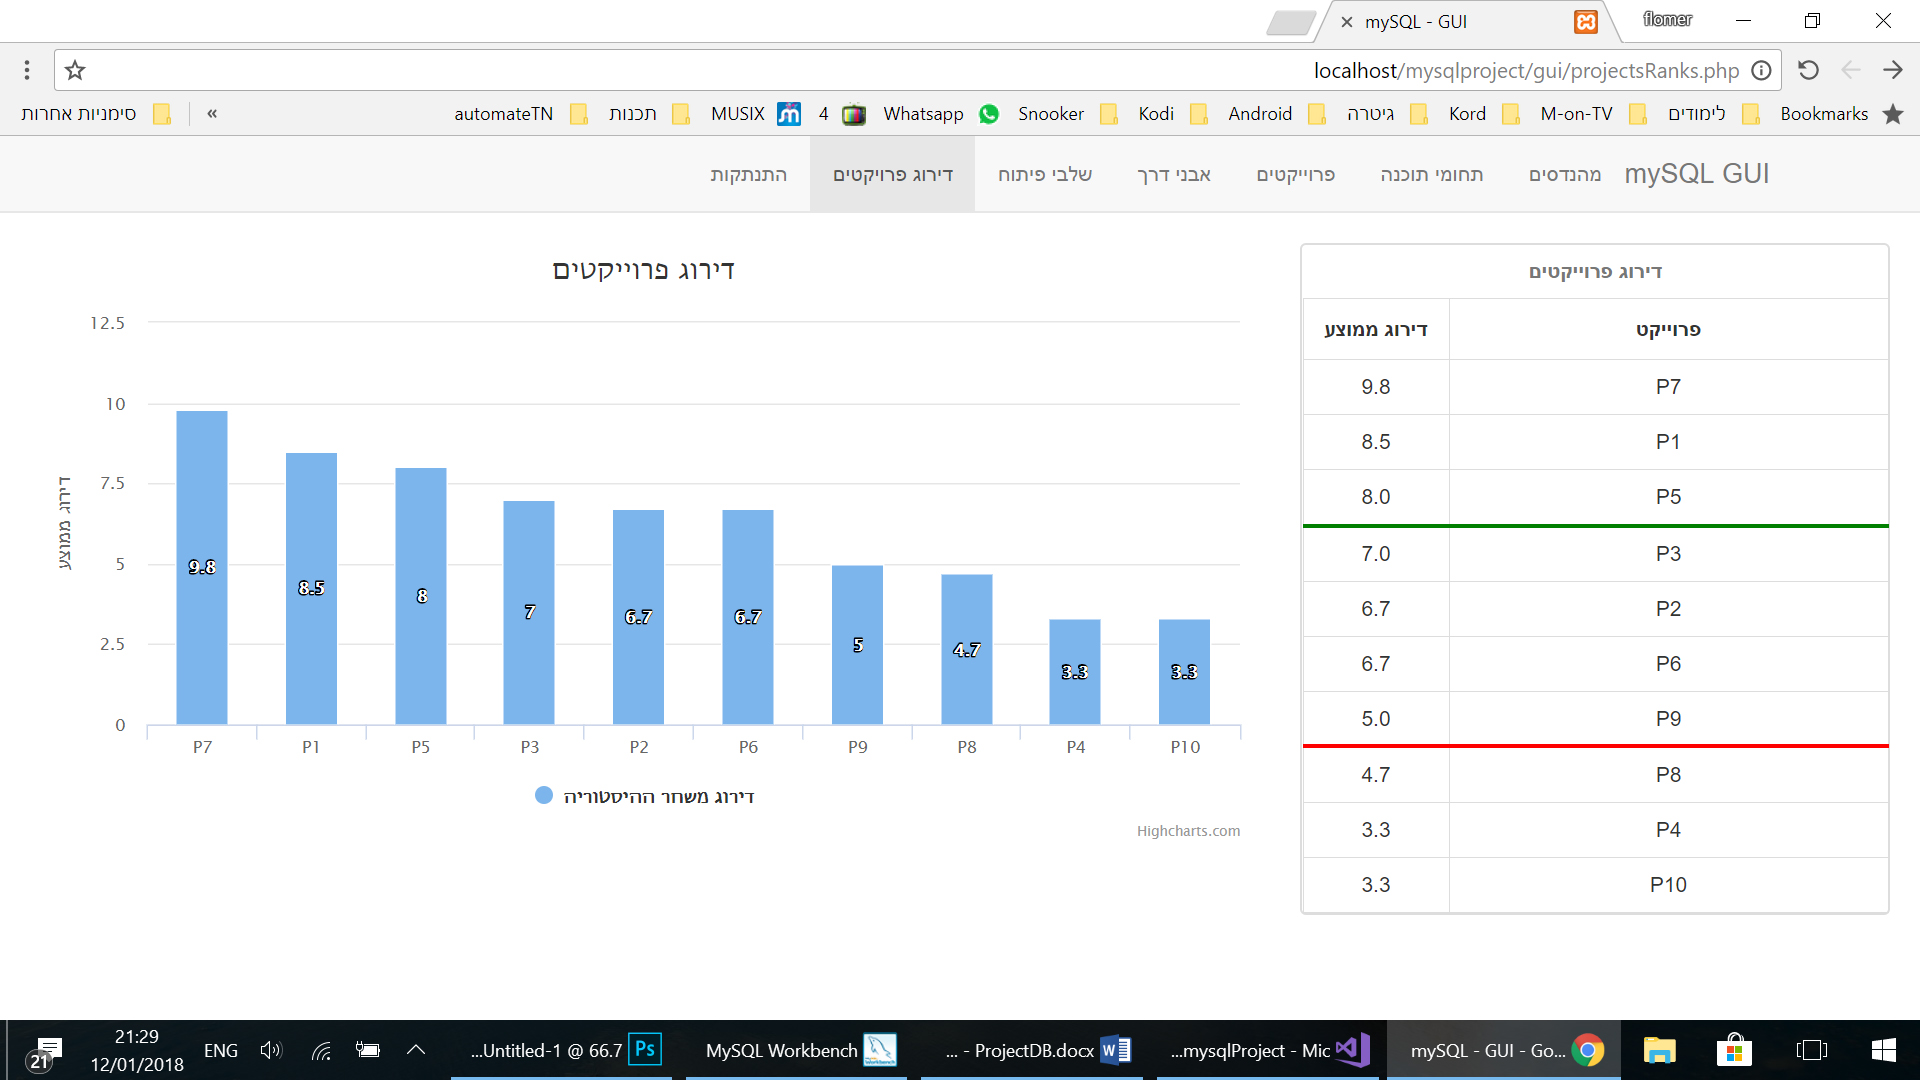 mySQL - GUI
flomer
localhost/mysqlproject/gui/projectsRanks.php
Bookmarks
לימודים
M-on-TV
Kord
גיטרה
Android
Kodi
Snooker
Whatsapp
4
MUSIX
תכנות
automateTN
«
סימניות אחרות
mySQL GUI
מהנדסים
תחומי תוכנה
פרוייקטים
אבני דרך
שלבי פיתוח
דירוג פרויקטים
התנתקות
דירוג פרוייקטים
פרוייקט דירוג ממוצע
P7 9.8
P1 8.5
P5 8.0
P3 7.0
P2 6.7
P6 6.7
P9 5.0
P8 4.7
P4 3.3
P10 3.3
דירוג פרוייקטים
דירוג ממוצע
12.5
10
7.5
5
2.5
0
9.8 8.5 8 7 6.7 6.7 5 4.7 3.3 3.3
P7 P1 P5 P3 P2 P6 P9 P8 P4 P10
דירוג משחר ההיסטוריה
Highcharts.com
mySQL - GUI - Go...
...mysqlProject - Mic
... - ProjectDB.docx
MySQL Workbench
...Untitled-1 @ 66.7
Ps
ENG
21:29
12/01/2018
21